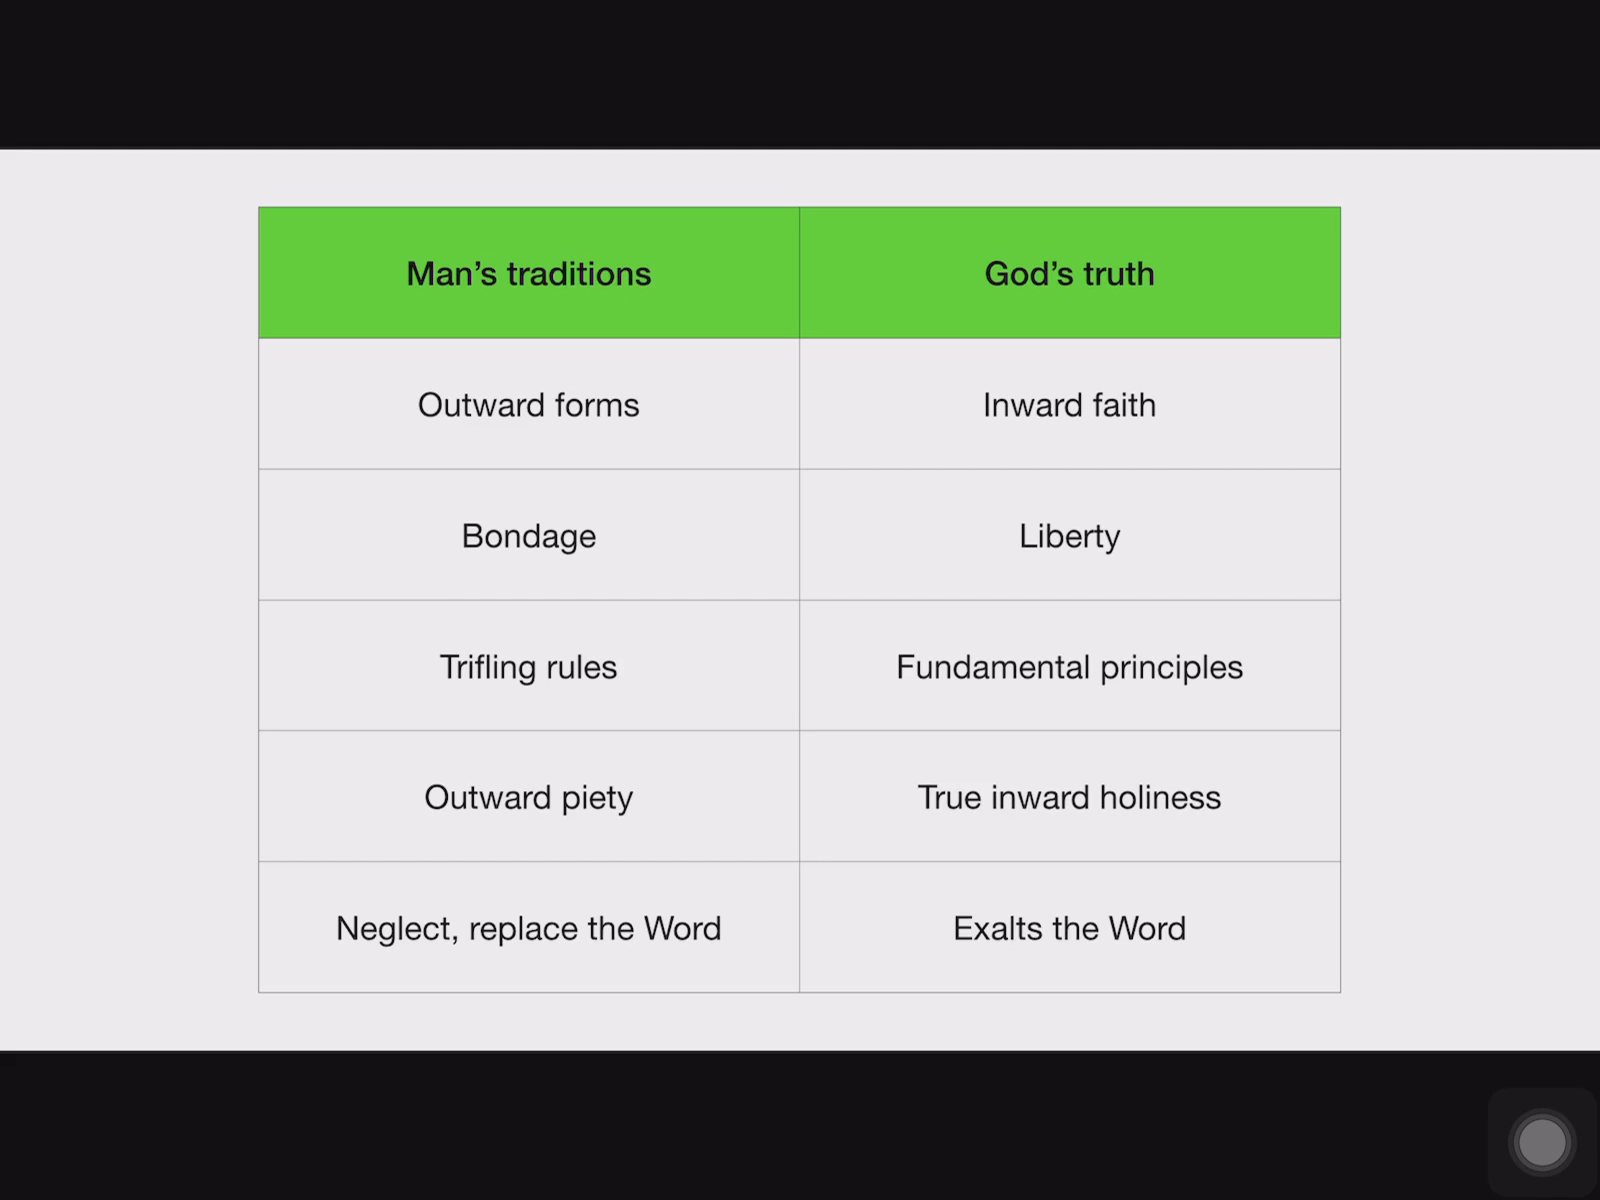 Man’s traditions
God’s truth
Outward forms
Inward faith
Bondage
Liberty
Trifling rules
Fundamental principles
Outward piety
True inward holiness
Neglect, replace the Word
Exalts the Word